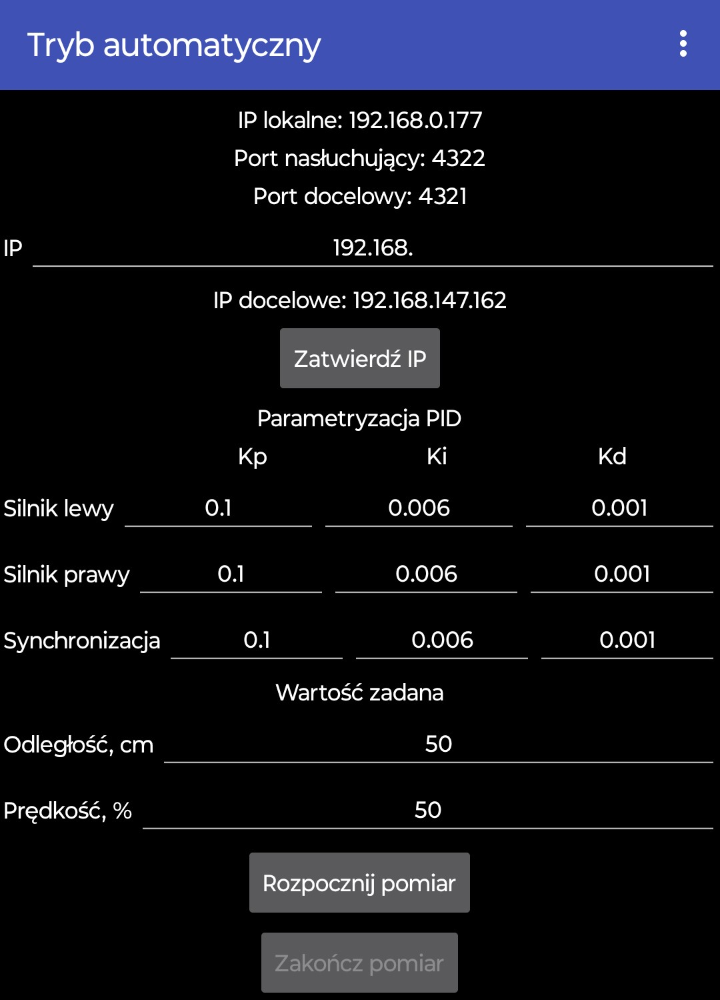 Tryb automatyczny
IP lokalne: 192.168.0.177
Port nasłuchujący: 4322
Port docelowy: 4321
IP 192.168.
IP docelowe: 192.168.147.162
Zatwierdź IP
Parametryzacja PID
Kp Ki Kd
Silnik lewy 0.1 0.006 0.001
Silnik prawy 0.1 0.006 0.001
Synchronizacja 0.1 0.006 0.001
Wartość zadana
Odległość, cm 50
Prędkość, % 50
Rozpocznij pomiar
Zakończ pomiar